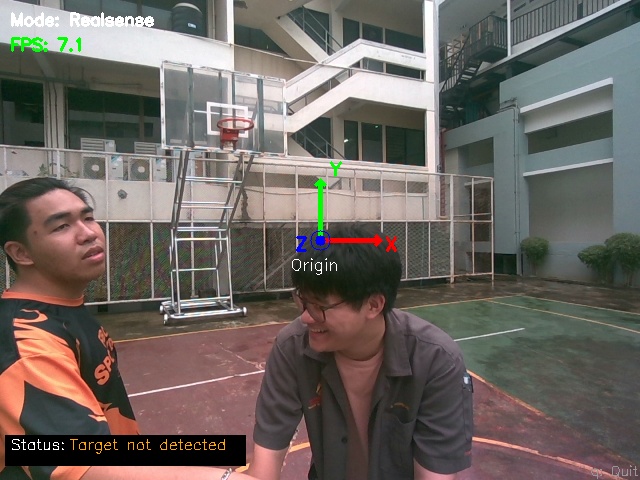 Mode: Realsense
FPS: 7.1
Y
Z
X
Origin
Status: Target not detected
Quit